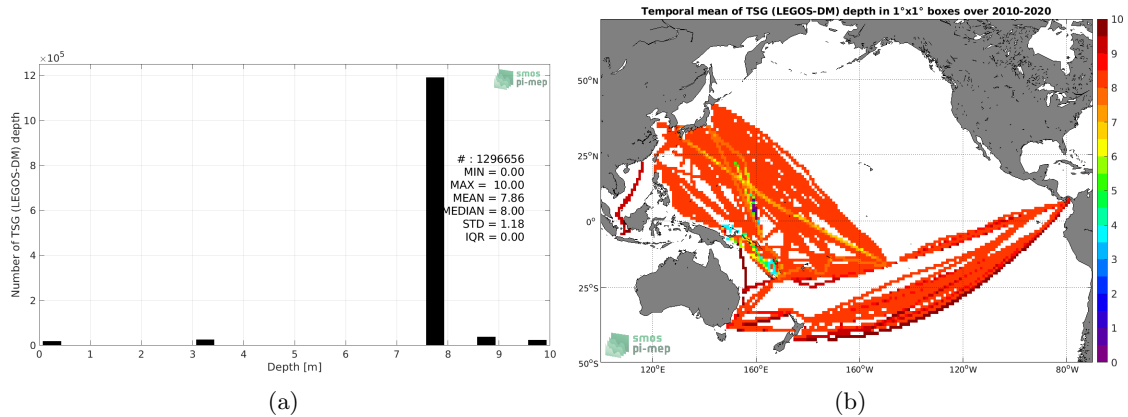 ×10⁵
12
10
8
6
4
2
0
0 1 2 3 4 5 6 7 8 9 10
Number of TSG (LEGOS-DM) depth
Depth [m]
smos
pi-mep
# : 1296656
MIN = 0.00
MAX = 10.00
MEAN = 7.86
MEDIAN = 8.00
STD = 1.18
IQR = 0.00
(a)
Temporal mean of TSG (LEGOS-DM) depth in 1°x1° boxes over 2010-2020
50°N
25°N
0°
25°S
50°S
120°E 160°E 160°W 120°W 80°W
smos
pi-mep
10
9
8
7
6
5
4
3
2
1
0
(b)